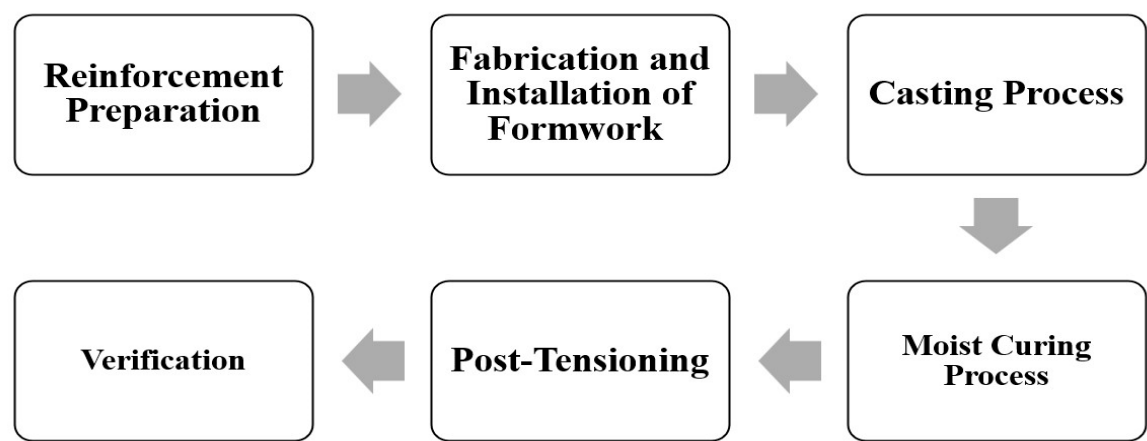 Reinforcement
Preparation
Fabrication and
Installation of
Formwork
Casting Process
Moist Curing
Process
Post-Tensioning
Verification